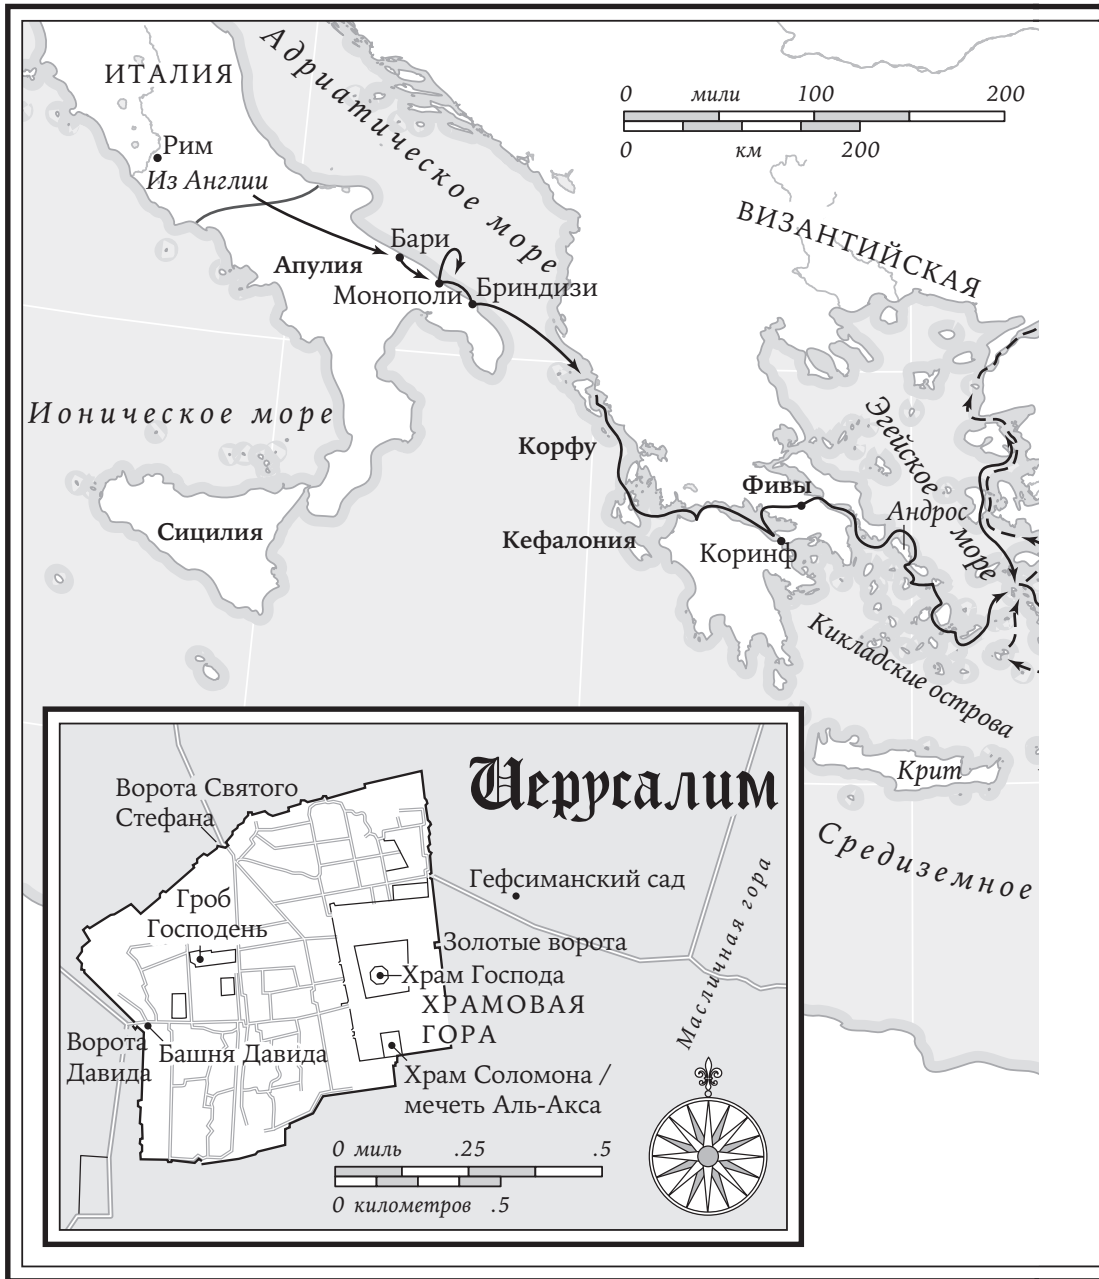 ИТАЛИЯ
Адриатическое море
0 мили 100 200
0 км 200
Рим
Из Англии
ВИЗАНТИЙСКАЯ
Бари
Апулия
Монополи
Бриндизи
Ионическое море
Эгейское море
Корфу
Фивы
Андрос
Сицилия
Кефалония
Коринф
Кикладские острова
Крит
Средиземное
Иерусалим
Ворота Святого
Стефана
Гефсиманский сад
Масличная гора
Гроб
Господень
Золотые ворота
Храм Господа
ХРАМОВАЯ
ГОРА
Ворота
Давида
Башня Давида
Храм Соломона /
мечеть Аль-Акса
0 миль .25 .5
0 километров .5